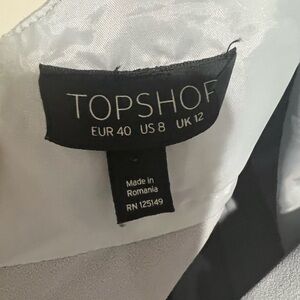 TOPSHOP
EUR 40 US 8 UK 12
Made in
Romania
RN 125149